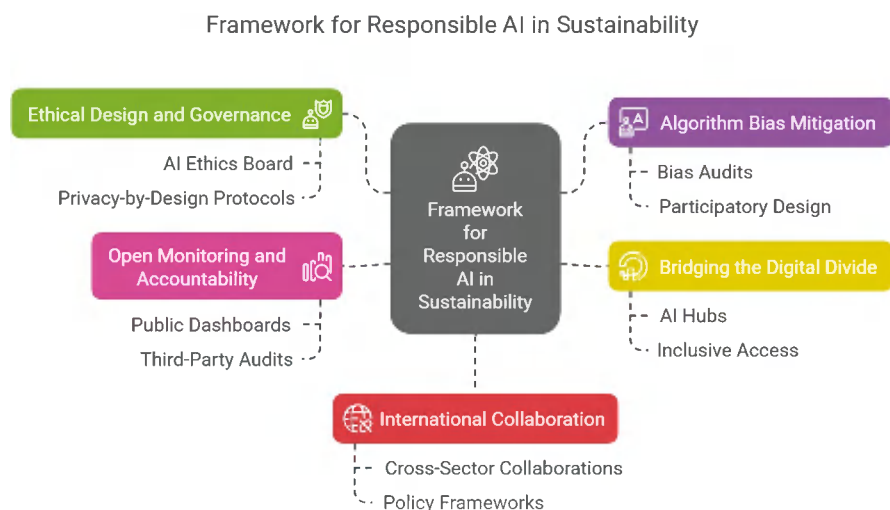 Framework for Responsible AI in Sustainability
Ethical Design and Governance
AI Ethics Board
Privacy-by-Design Protocols
Open Monitoring and
Accountability
Public Dashboards
Third-Party Audits
Framework
for
Responsible
AI in
Sustainability
Algorithm Bias Mitigation
Bias Audits
Participatory Design
Bridging the Digital Divide
AI Hubs
Inclusive Access
International Collaboration
Cross-Sector Collaborations
Policy Frameworks